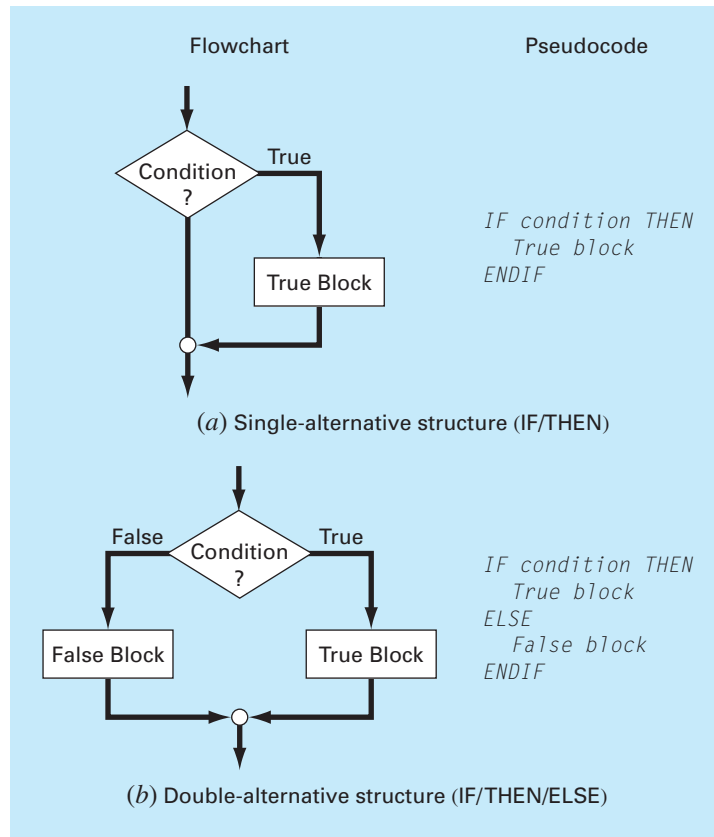 Flowchart
Pseudocode
True
Condition
?
True Block
IF condition THEN
True block
ENDIF
(a) Single-alternative structure (IF/THEN)
False
True
Condition
?
False Block
True Block
IF condition THEN
True block
ELSE
False block
ENDIF
(b) Double-alternative structure (IF/THEN/ELSE)